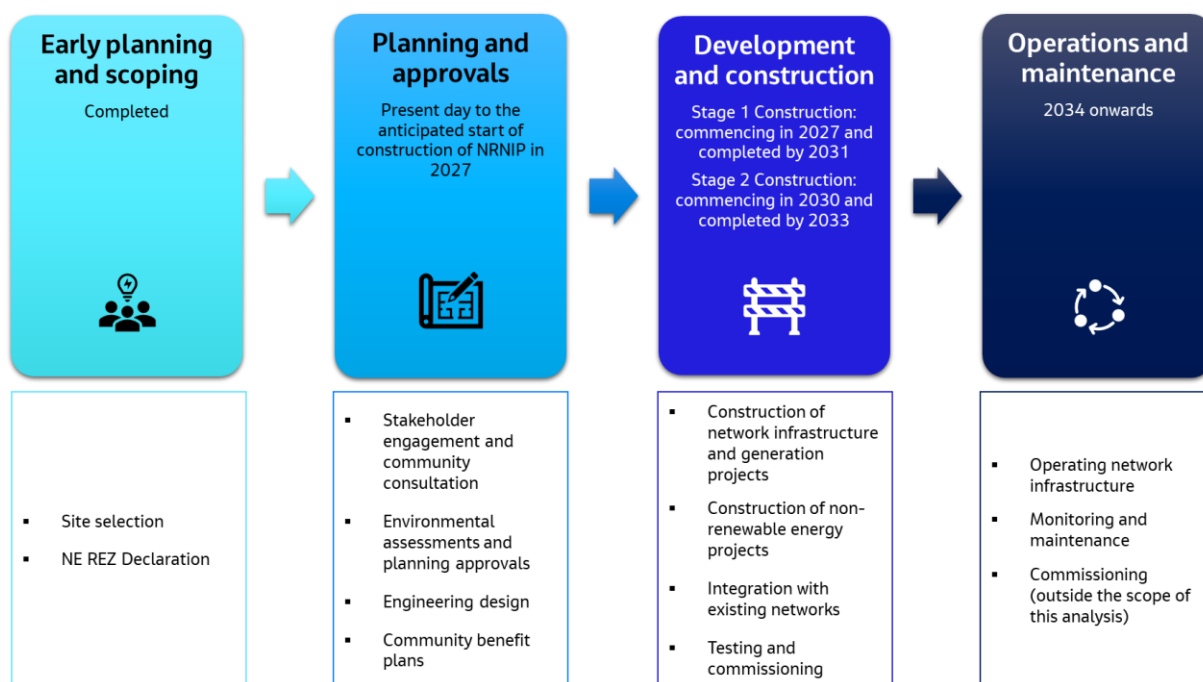 Early planning
and scoping
Completed
Planning and
approvals
Present day to the
anticipated start of
construction of NRNIP in
2027
Development
and construction
Stage 1 Construction:
commencing in 2027 and
completed by 2031
Stage 2 Construction:
commencing in 2030 and
completed by 2033
Operations and
maintenance
2034 onwards
▪ Site selection
▪ NE REZ Declaration
▪ Stakeholder
engagement and
community
consultation
▪ Environmental
assessments and
planning approvals
▪ Engineering design
▪ Community benefit
plans
▪ Construction of
network infrastructure
and generation
projects
▪ Construction of non-
renewable energy
projects
▪ Integration with
existing networks
▪ Testing and
commissioning
▪ Operating network
infrastructure
▪ Monitoring and
maintenance
▪ Commissioning
(outside the scope of
this analysis)